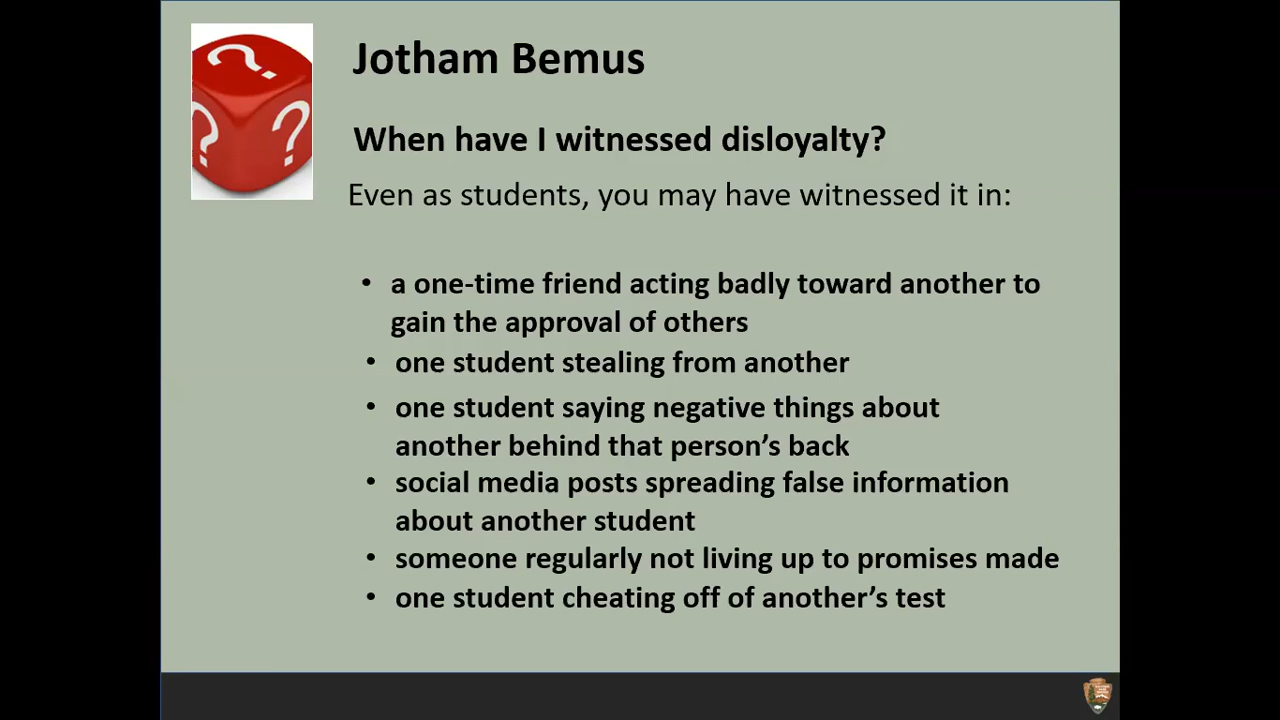 Jotham Bemus
When have I witnessed disloyalty?
Even as students, you may have witnessed it in:
• a one-time friend acting badly toward another to
gain the approval of others
• one student stealing from another
• one student saying negative things about
another behind that person’s back
• social media posts spreading false information
about another student
• someone regularly not living up to promises made
• one student cheating off of another’s test